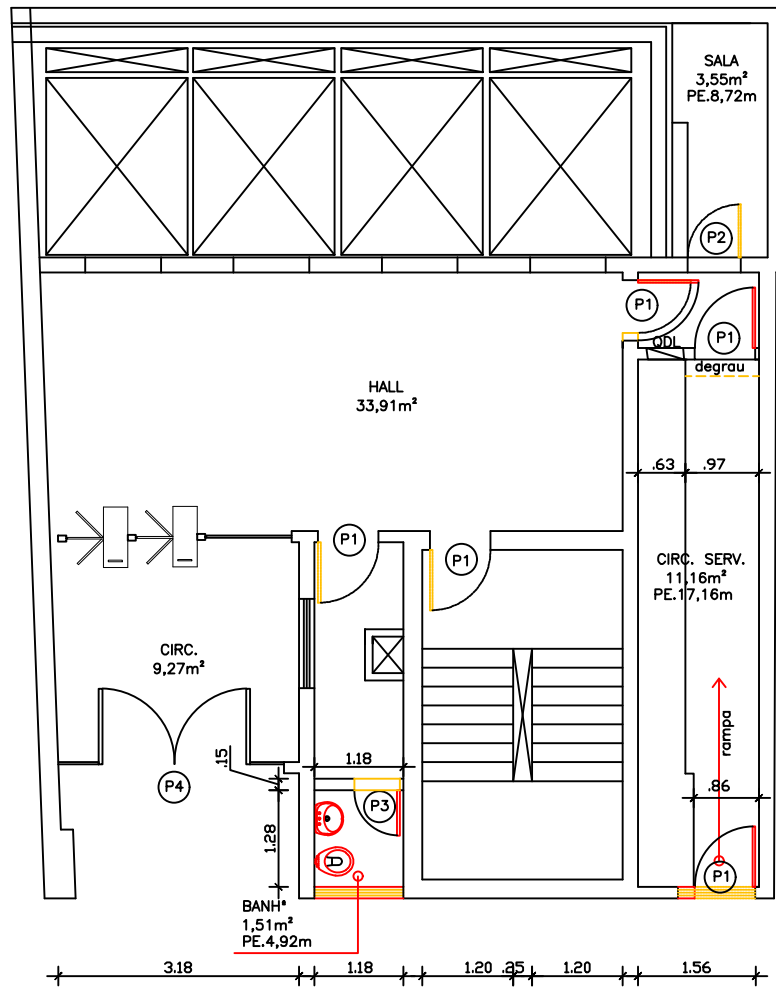 SALA
3,55m²
PE.8,72m
P2
P1
P1
QDL
degrau
HALL
33,91m²
.63
.97
P1
P1
CIRC. SERV.
11,16m²
PE.17,16m
CIRC.
9,27m²
rampa
.15
1.18
.86
P4
P3
1.28
P1
BANHº
1,51m²
PE.4,92m
3.18
1.18
1.20
.25
1.20
1.56